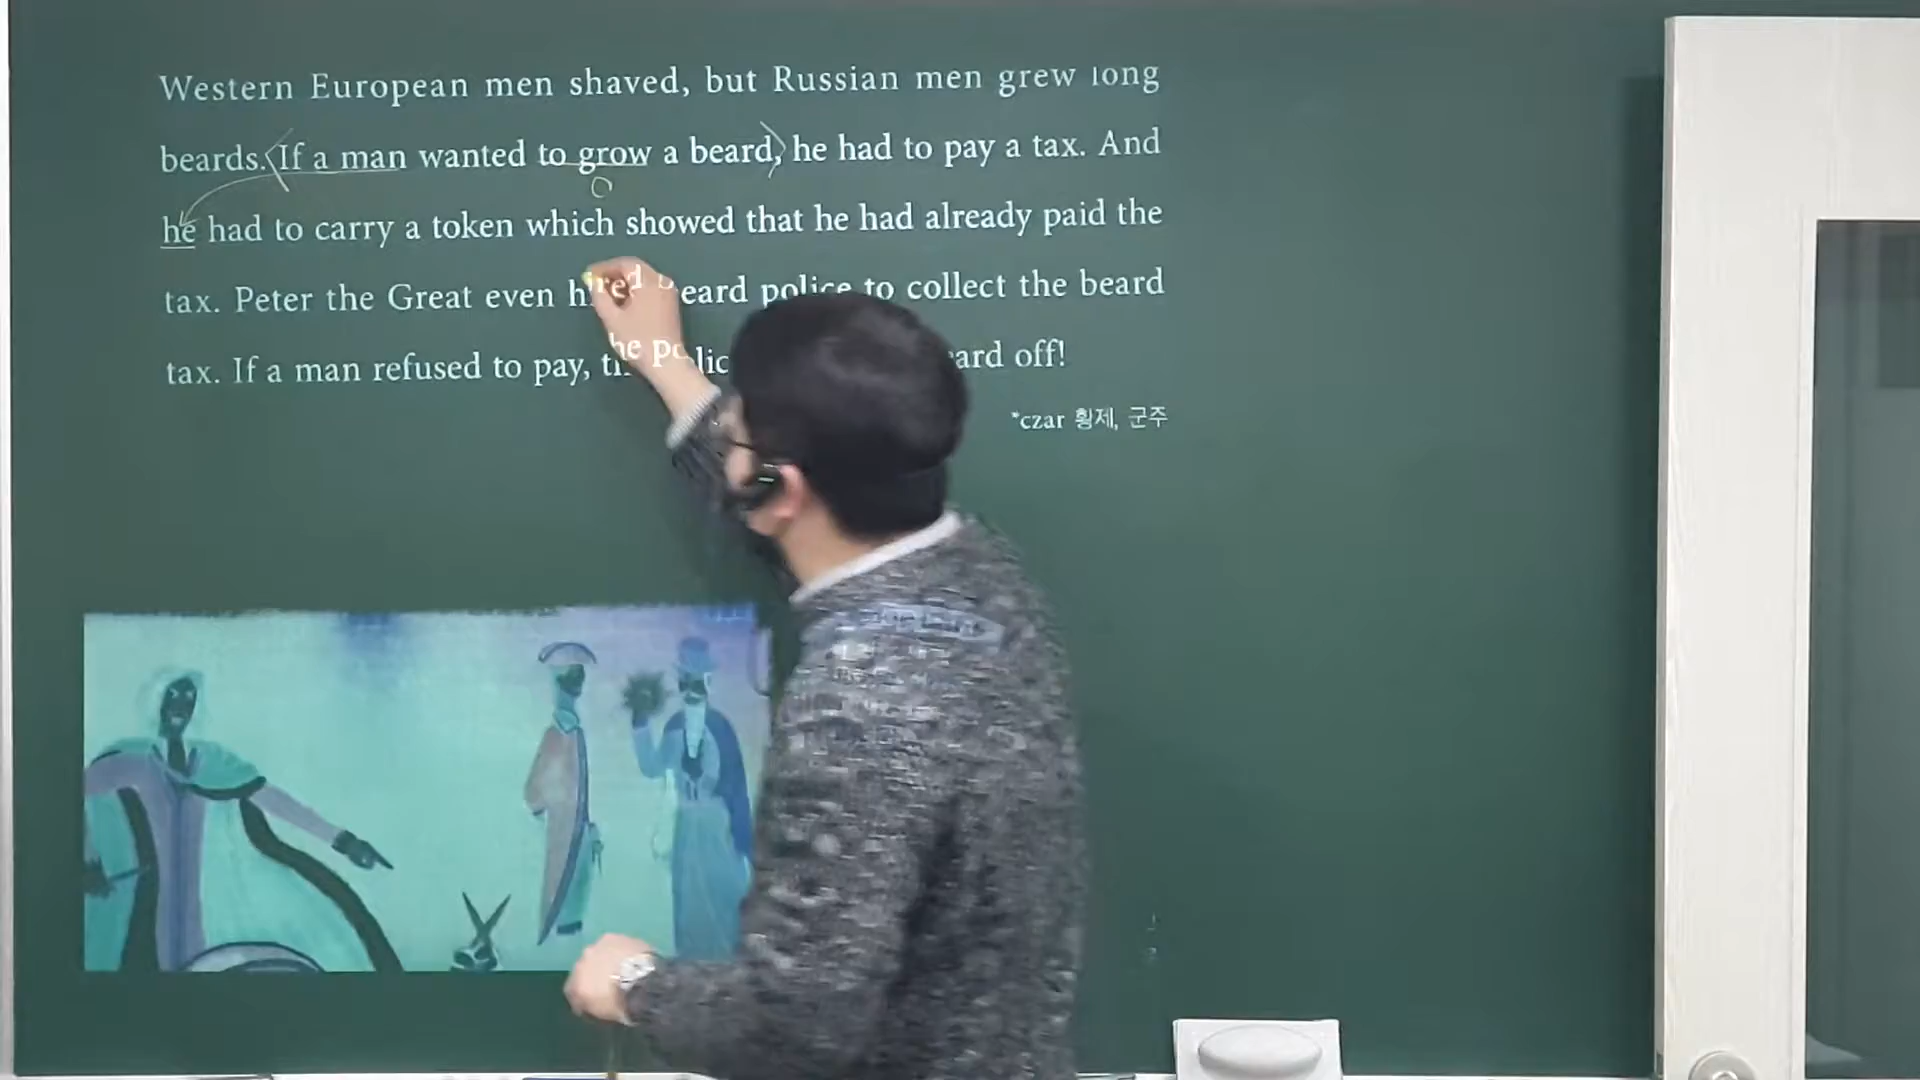 Western European men shaved, but Russian men grew long
beards. If a man wanted to grow a beard, he had to pay a tax. And
he had to carry a token which showed that he had already paid the
tax. Peter the Great even hired beard police to collect the beard
tax. If a man refused to pay, the polic ard off!
*czar 황제, 군주